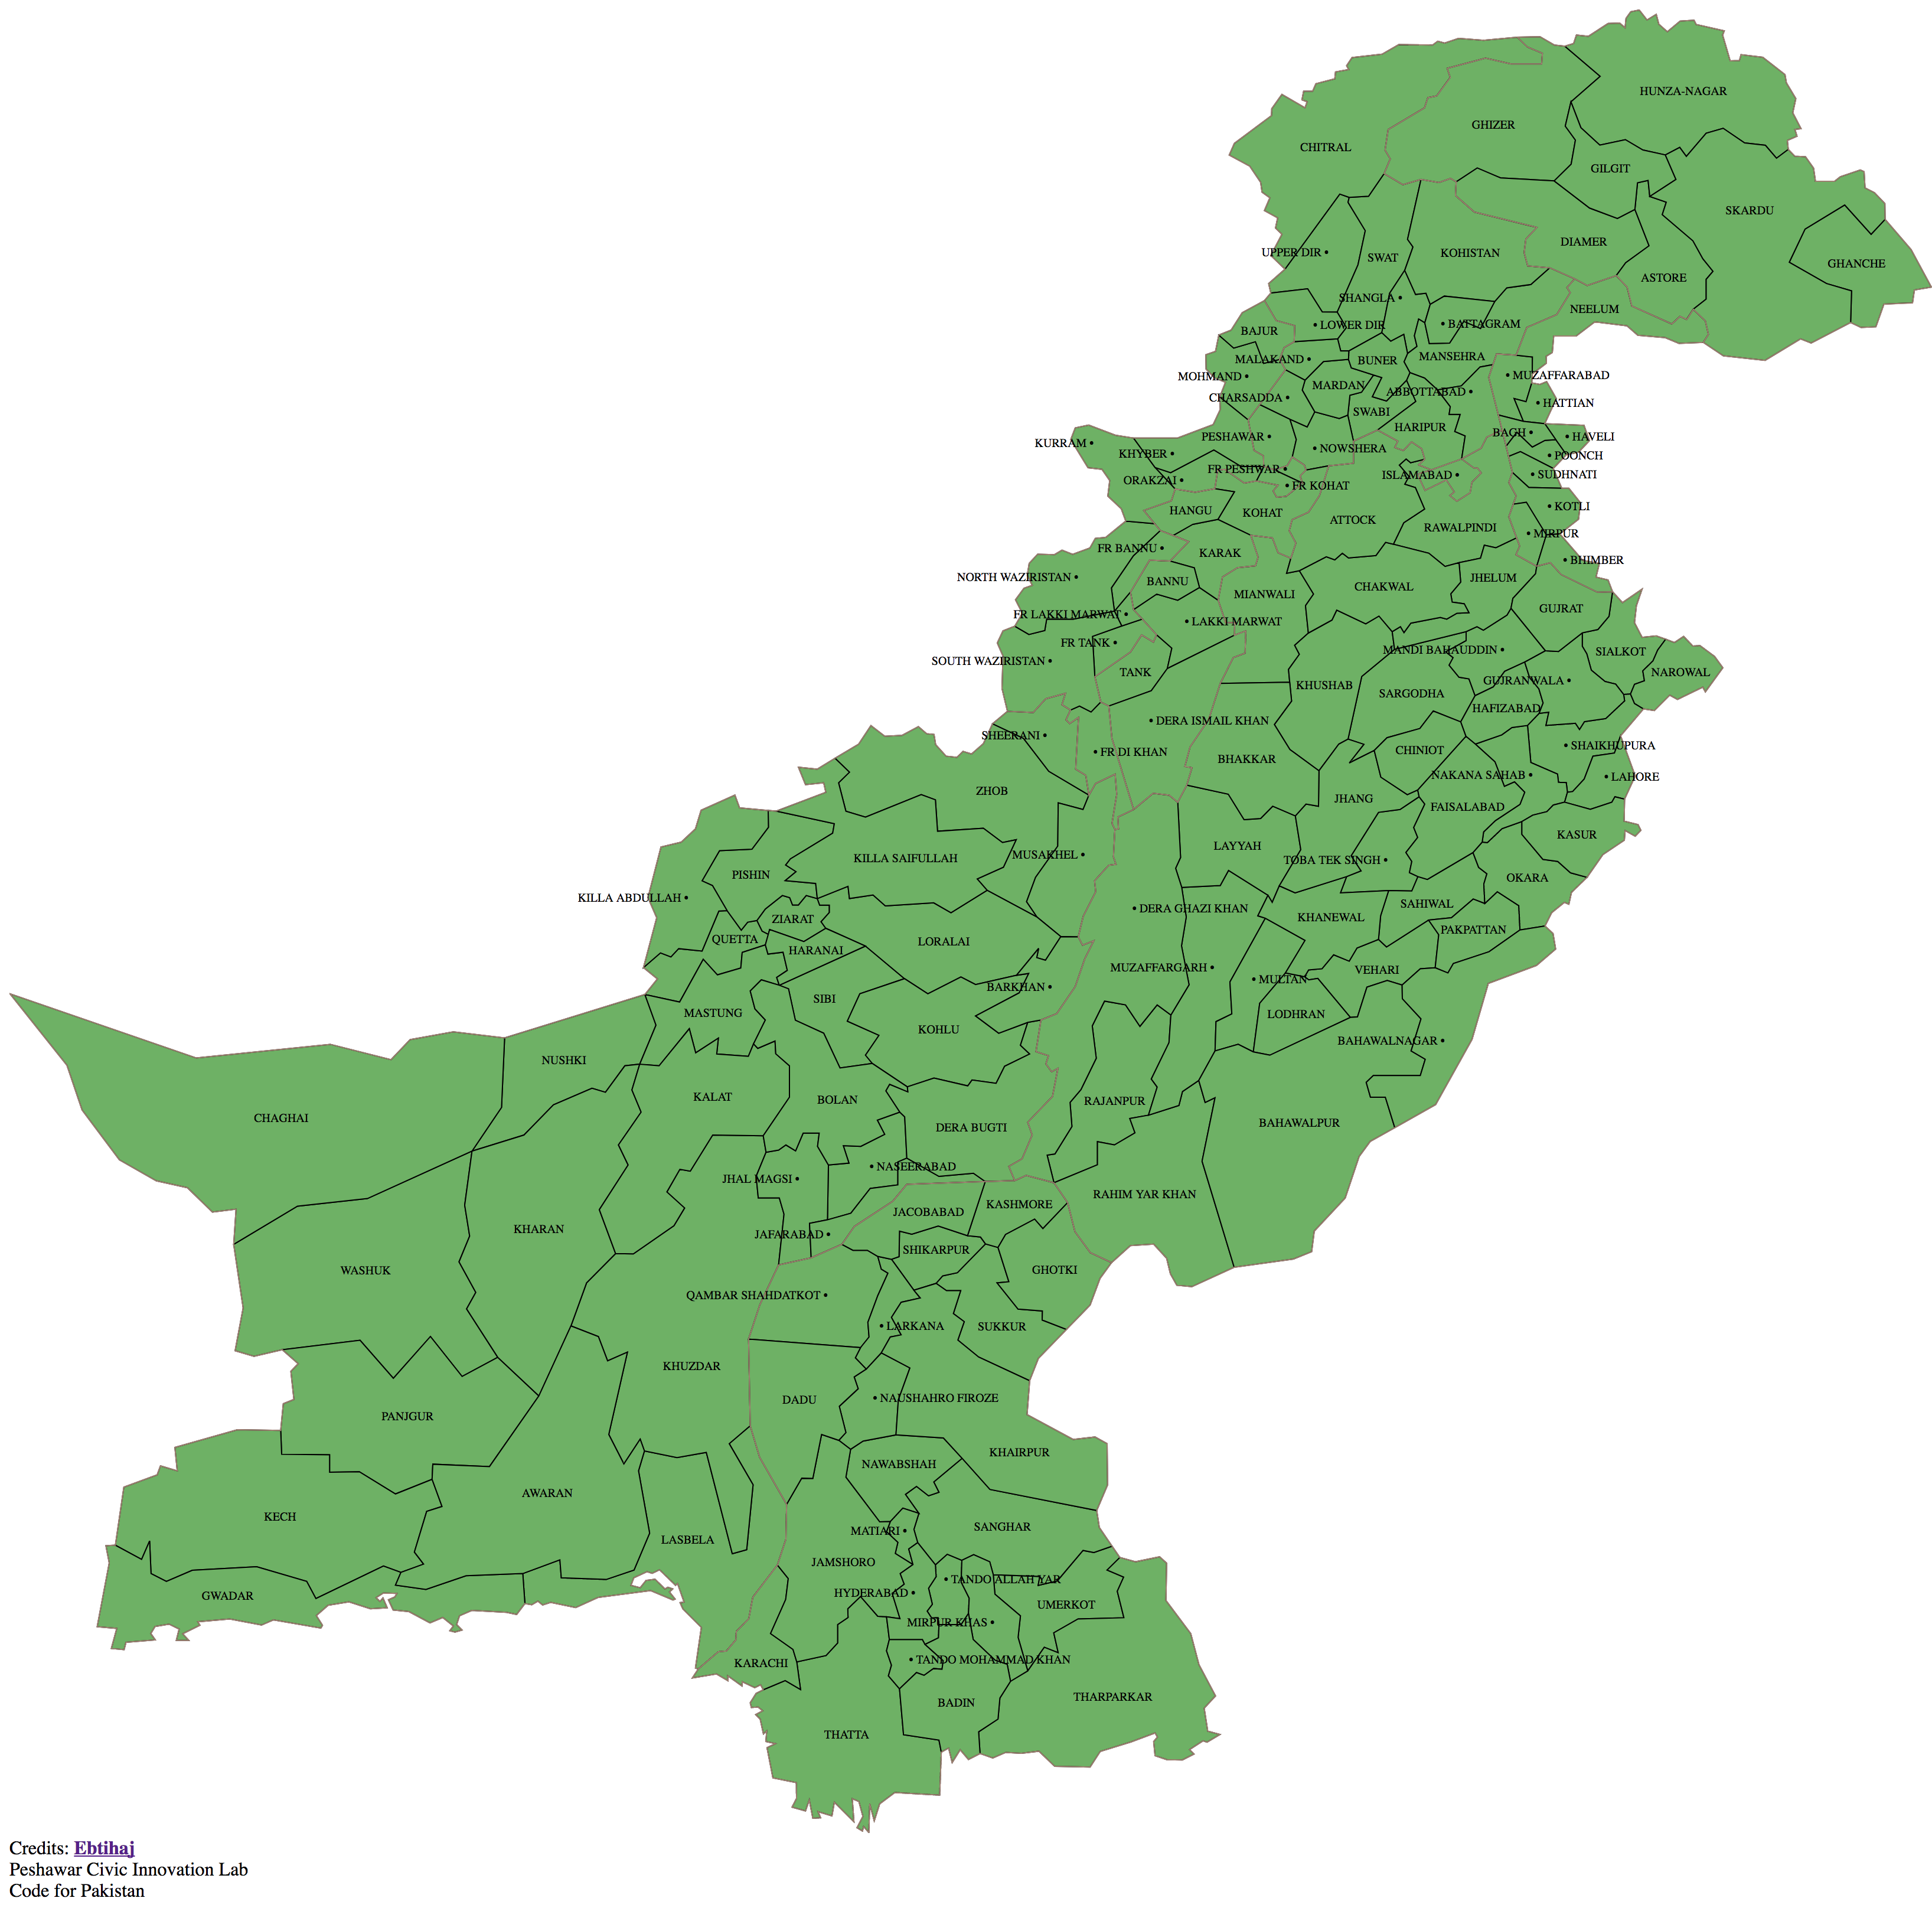 HUNZA-NAGAR
GHIZER
CHITRAL
GILGIT
SKARDU
DIAMER
UPPER DIR
KOHISTAN
SWAT
GHANCHE
ASTORE
SHANGLA
NEELUM
BATTAGRAM
LOWER DIR
BAJUR
MANSEHRA
MALAKAND
BUNER
MUZAFFARABAD
MOHMAND
MARDAN
ABBOTTABAD
CHARSADDA
HATTIAN
SWABI
HARIPUR
BAGH
PESHAWAR
HAVELI
KURRAM
NOWSHERA
KHYBER
POONCH
FR PESHWAR
ISLAMABAD
SUDHNATI
ORAKZAI
FR KOHAT
KOTLI
HANGU
KOHAT
ATTOCK
RAWALPINDI
MIRPUR
FR BANNU
KARAK
BHIMBER
NORTH WAZIRISTAN
BANNU
JHELUM
CHAKWAL
MIANWALI
GUJRAT
FR LAKKI MARWAT
LAKKI MARWAT
FR TANK
MANDI BAHAUDDIN
SIALKOT
SOUTH WAZIRISTAN
TANK
NAROWAL
GUJRANWALA
KHUSHAB
SARGODHA
HAFIZABAD
DERA ISMAIL KHAN
SHEERANI
SHAIKHUPURA
FR DI KHAN
CHINIOT
BHAKKAR
NAKANA SAHAB
LAHORE
ZHOB
JHANG
FAISALABAD
KASUR
LAYYAH
MUSAKHEL
KILLA SAIFULLAH
TOBA TEK SINGH
PISHIN
OKARA
KILLA ABDULLAH
SAHIWAL
DERA GHAZI KHAN
KHANEWAL
ZIARAT
PAKPATTAN
QUETTA
LORALAI
HARANAI
MUZAFFARGARH
VEHARI
MULTAN
BARKHAN
SIBI
MASTUNG
LODHRAN
KOHLU
BAHAWALNAGAR
NUSHKI
KALAT
BOLAN
RAJANPUR
CHAGHAI
BAHAWALPUR
DERA BUGTI
NASEERABAD
JHAL MAGSI
RAHIM YAR KHAN
KASHMORE
JACOBABAD
KHARAN
JAFARABAD
SHIKARPUR
WASHUK
GHOTKI
QAMBAR SHAHDATKOT
LARKANA
SUKKUR
KHUZDAR
DADU
NAUSHAHRO FIROZE
PANJGUR
KHAIRPUR
NAWABSHAH
AWARAN
KECH
SANGHAR
MATIARI
LASBELA
JAMSHORO
TANDO ALLAH YAR
HYDERABAD
GWADAR
UMERKOT
MIRPUR KHAS
TANDO MOHAMMAD KHAN
KARACHI
THARPARKAR
BADIN
THATTA
Credits: Ebtihaj
Peshawar Civic Innovation Lab
Code for Pakistan